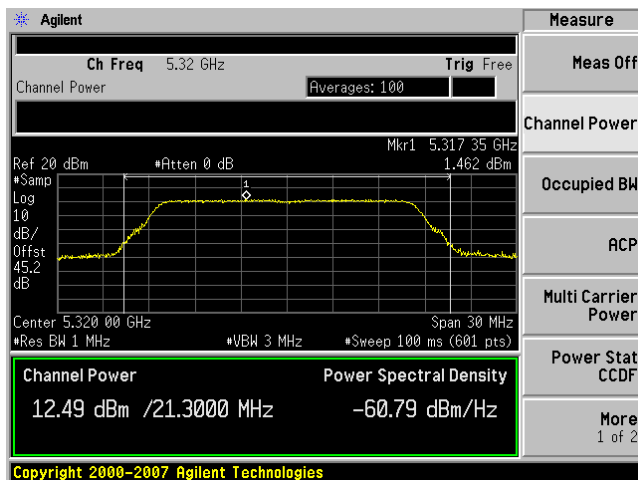 Agilent
Measure
Ch Freq 5.32 GHz Trig Free
Channel Power Averages: 100
Mkr1 5.317 35 GHz
Ref 20 dBm #Atten 0 dB 1.462 dBm
#Samp
Log
10
dB/
Offst
45.2
dB
1
Center 5.320 00 GHz Span 30 MHz
#Res BW 1 MHz #VBW 3 MHz #Sweep 100 ms (601 pts)
Channel Power Power Spectral Density
12.49 dBm /21.3000 MHz -60.79 dBm/Hz
Copyright 2000-2007 Agilent Technologies
Meas Off
Channel Power
Occupied BW
ACP
Multi Carrier
Power
Power Stat
CCDF
More
1 of 2